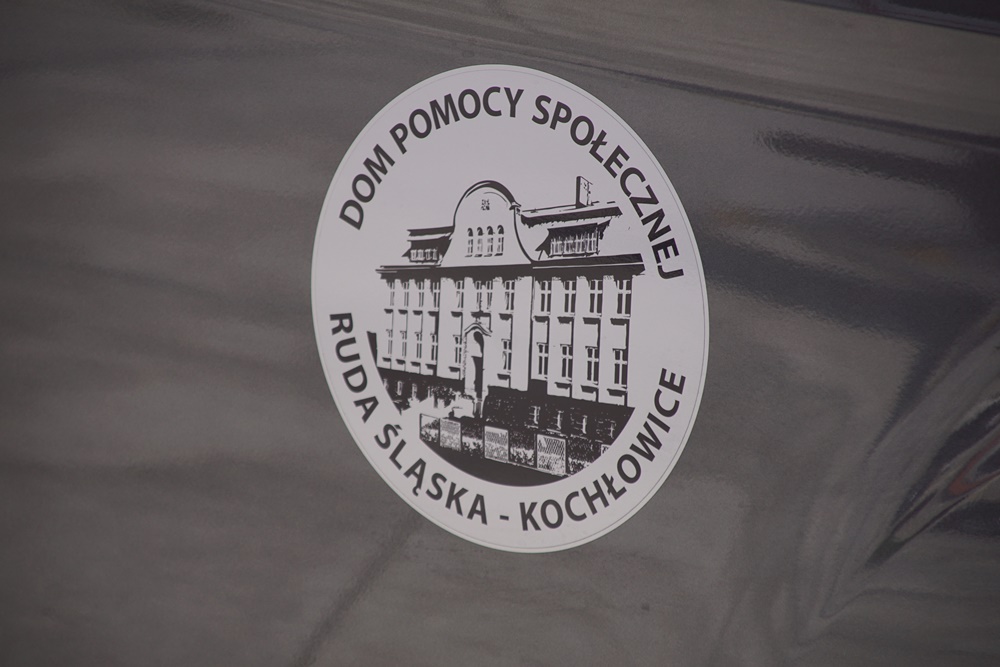 DOM POMOCY SPOŁECZNEJ
RUDA ŚLĄSKA - KOCHŁOWICE